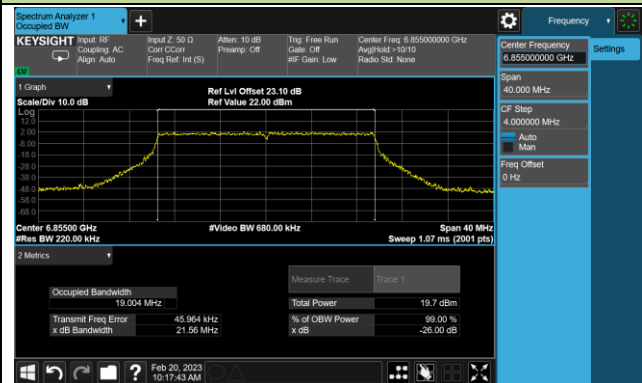 Spectrum Analyzer 1
Occupied BW
+
Frequency
KEYSIGHT
Input: RF
Coupling: AC
Align: Auto
Input Z: 50 Ω
Corr CCorr
Freq Ref: Int (S)
Atten: 10 dB
Preamp: Off
Trig: Free Run
Gate: Off
#IF Gain: Low
Center Freq: 6.855000000 GHz
Avg|Hold:>10/10
Radio Std: None
Center Frequency
6.855000000 GHz
Settings
Span
40.000 MHz
CF Step
4.000000 MHz
Auto
Man
Freq Offset
0 Hz
1 Graph
Scale/Div 10.0 dB
Ref Lvl Offset 23.10 dB
Ref Value 22.00 dBm
Log
12.0
2.00
-8.00
-18.0
-28.0
-38.0
-48.0
-58.0
-68.0
Center 6.85500 GHz
#Video BW 680.00 kHz
Span 40 MHz
#Res BW 220.00 kHz
Sweep 1.07 ms (2001 pts)
2 Metrics
Measure Trace
Trace 1
Occupied Bandwidth
19.004 MHz
Total Power
19.7 dBm
Transmit Freq Error
45.964 kHz
% of OBW Power
99.00 %
x dB Bandwidth
21.56 MHz
x dB
-26.00 dB
?
Feb 20, 2023
10:17:43 AM